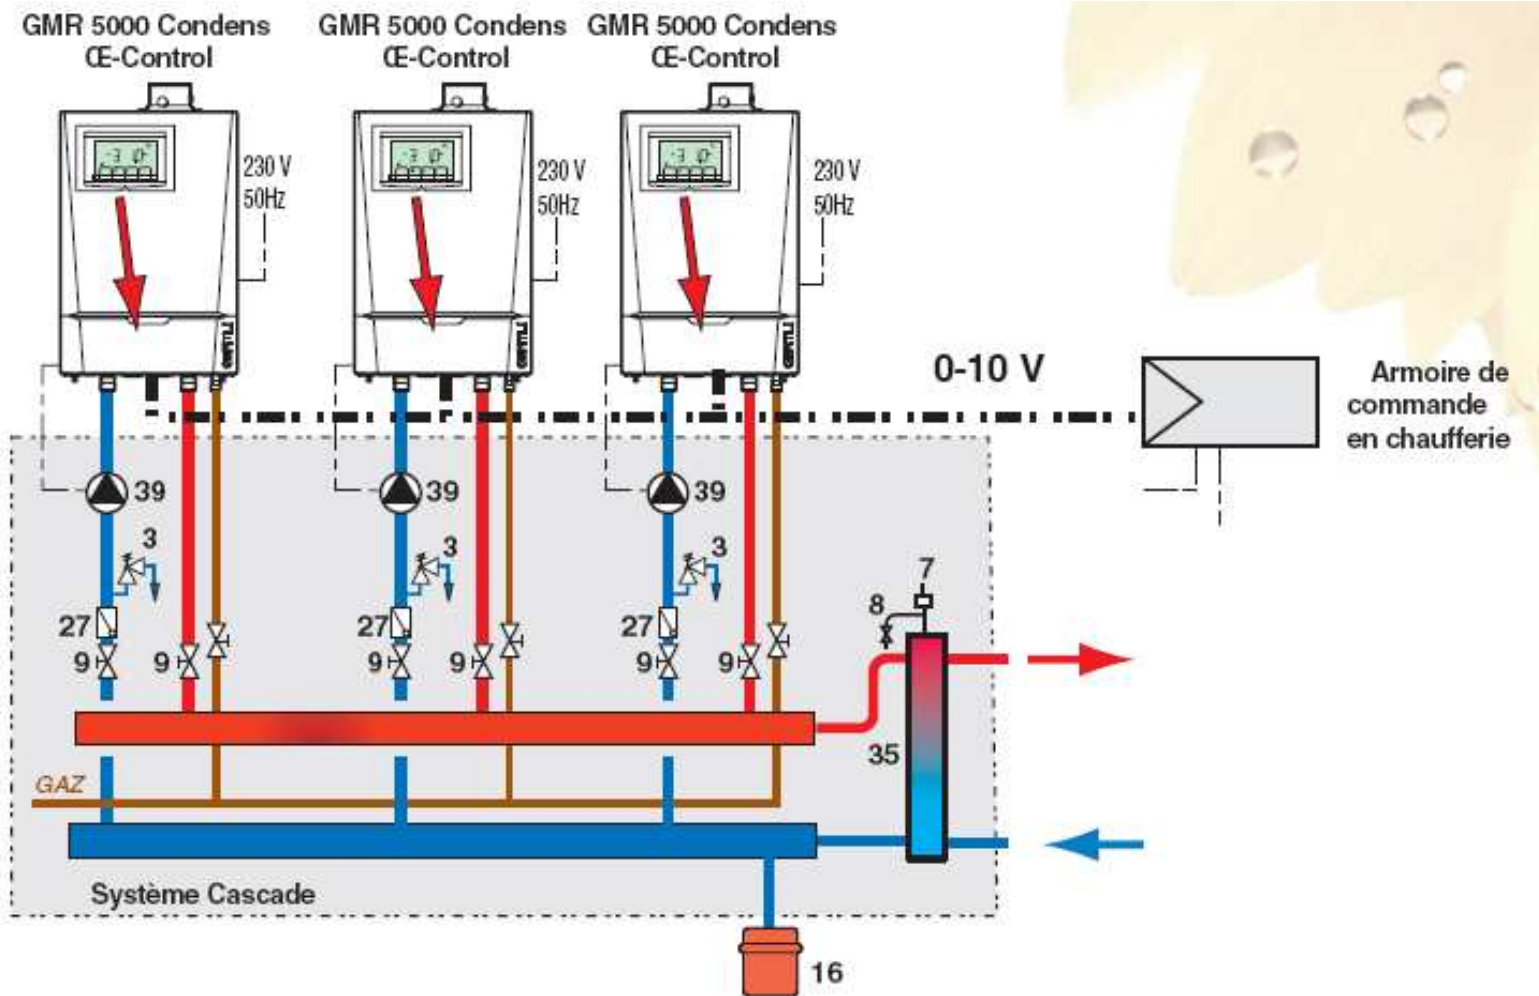 GMR 5000 Condens
Œ-Control
GMR 5000 Condens
Œ-Control
GMR 5000 Condens
Œ-Control
230 V
50Hz
230 V
50Hz
230 V
50Hz
0-10 V
Armoire de
commande
en chaufferie
39
39
39
3
3
3
7
8
27
27
27
9
9
9
9
9
9
35
GAZ
Système Cascade
16